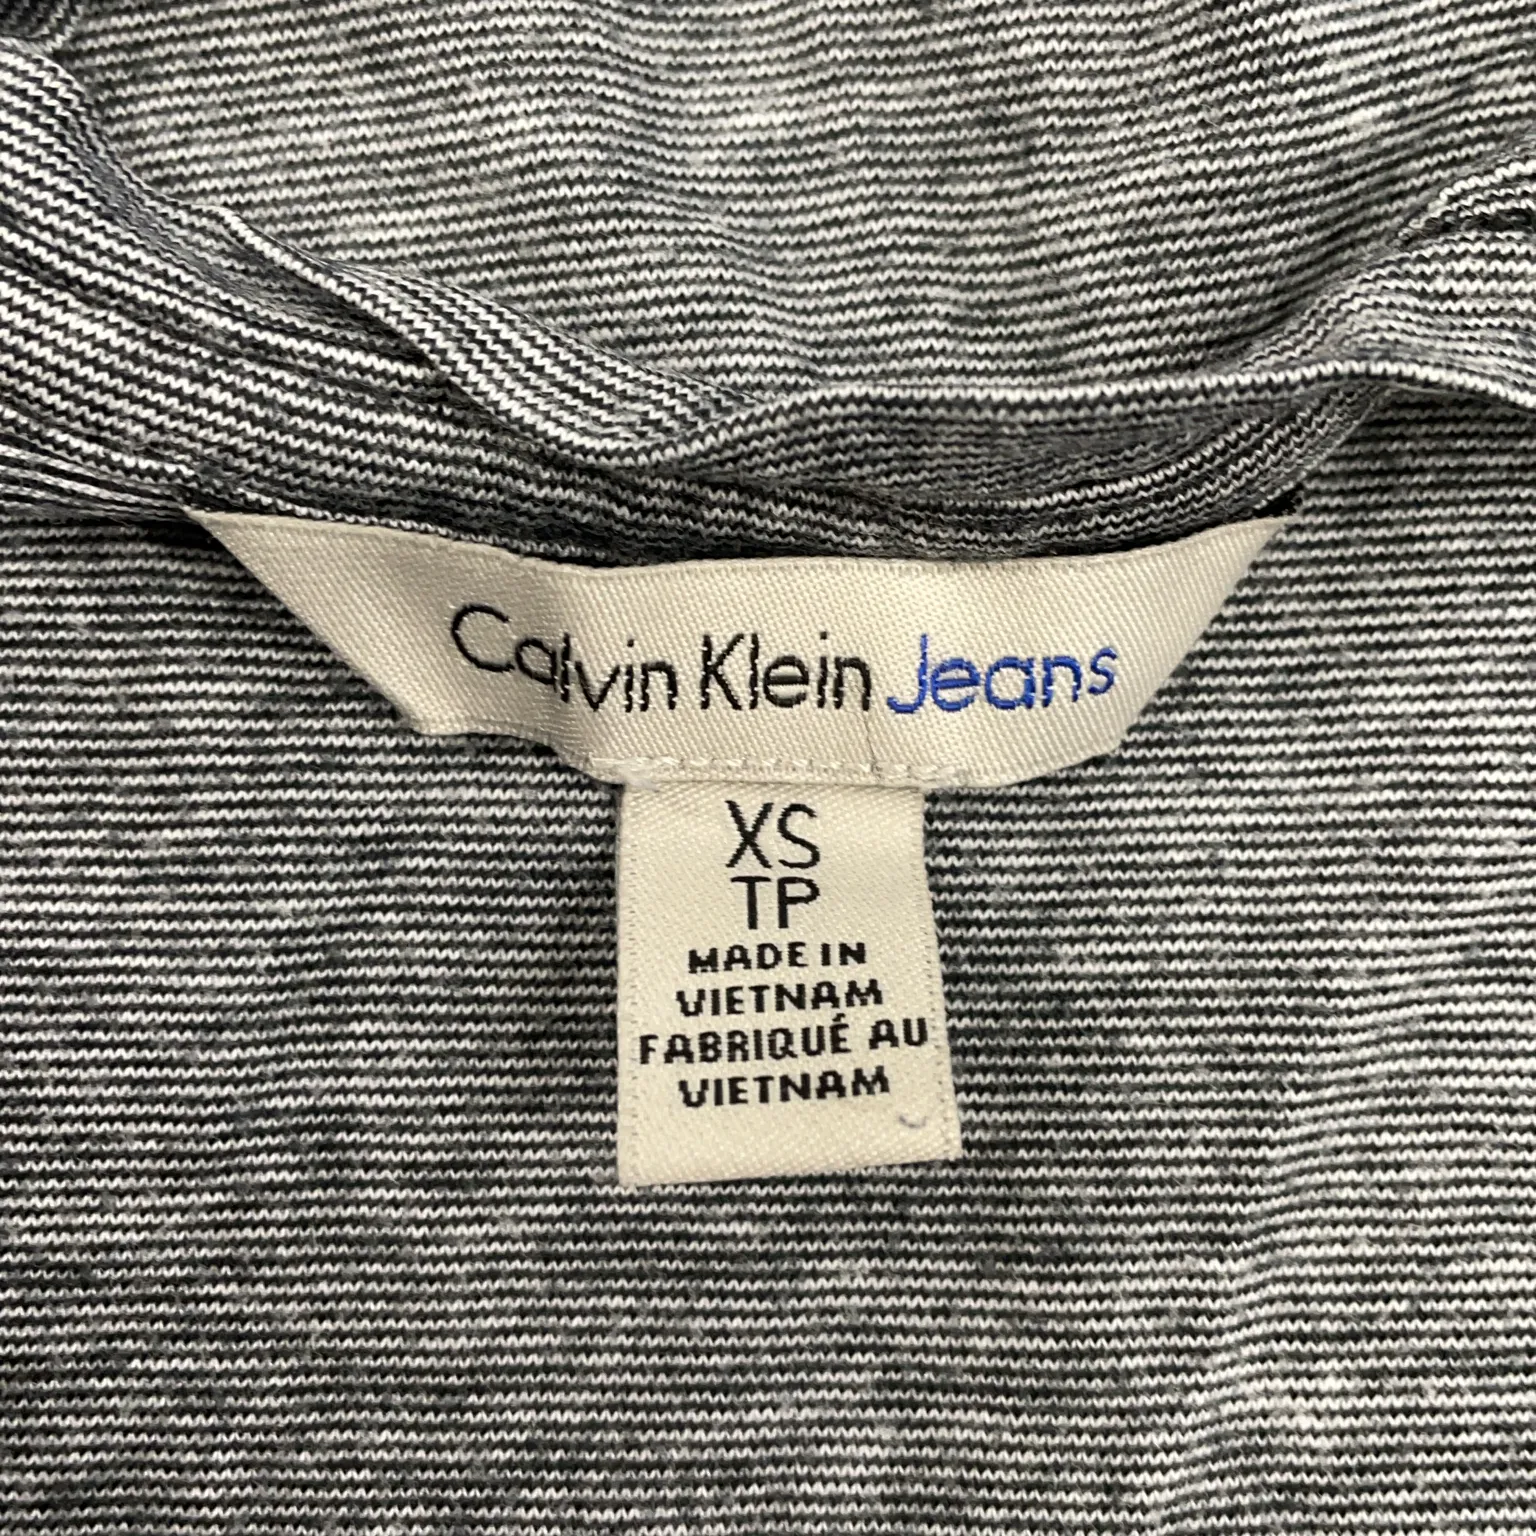 Calvin Klein Jeans
XS
TP
MADE IN
VIETNAM
FABRIQUÉ AU
VIETNAM